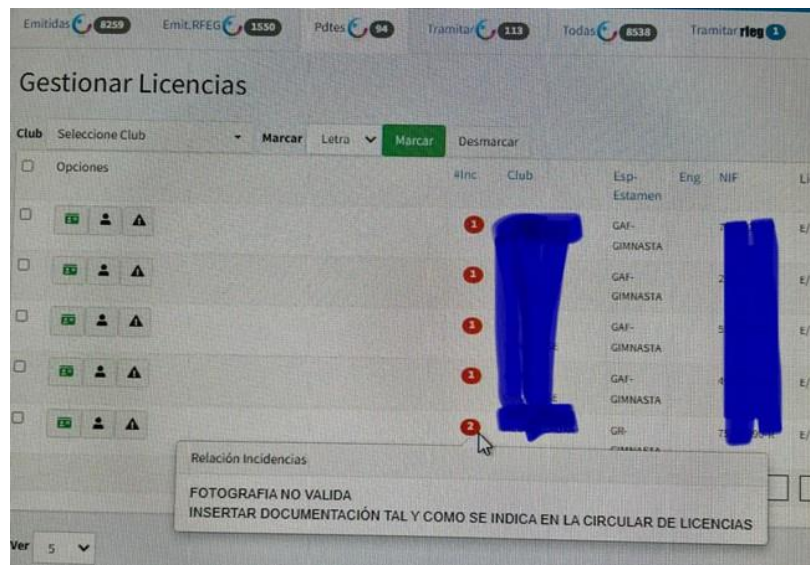 Emitidas 8259 Emit.RFEG 1550 Pdtes 94 Tramitar 113 Todas 8538 Tramitar rfeg 1
Gestionar Licencias
Club Seleccione Club Marcar Letra Marcar Desmarcar
Opciones #Inc Club Esp-Estamen Eng NIF
1 GAF-GIMNASTA E/
1 GAF-GIMNASTA E/
1 GAF-GIMNASTA E/
1 GAF-GIMNASTA E/
2 GR-GIMNASTA E/
Relación Incidencias
FOTOGRAFIA NO VALIDA
INSERTAR DOCUMENTACIÓN TAL Y COMO SE INDICA EN LA CIRCULAR DE LICENCIAS
Ver 5